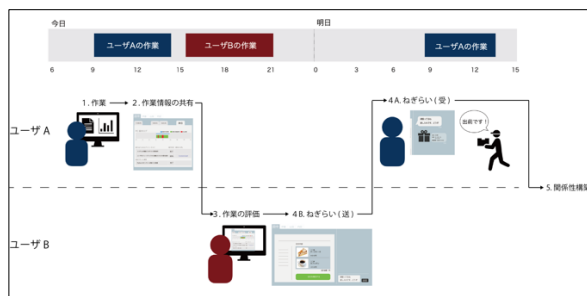 今日
明日
ユーザAの作業
ユーザBの作業
ユーザAの作業
6 9 12 15 18 21 0 3 6 9 12 15
1. 作業
2. 作業情報の共有
4A. ねぎらい(受)
出前です!
ユーザ A
5. 関係性構築
3. 作業の評価
4B. ねぎらい(送)
ユーザ B